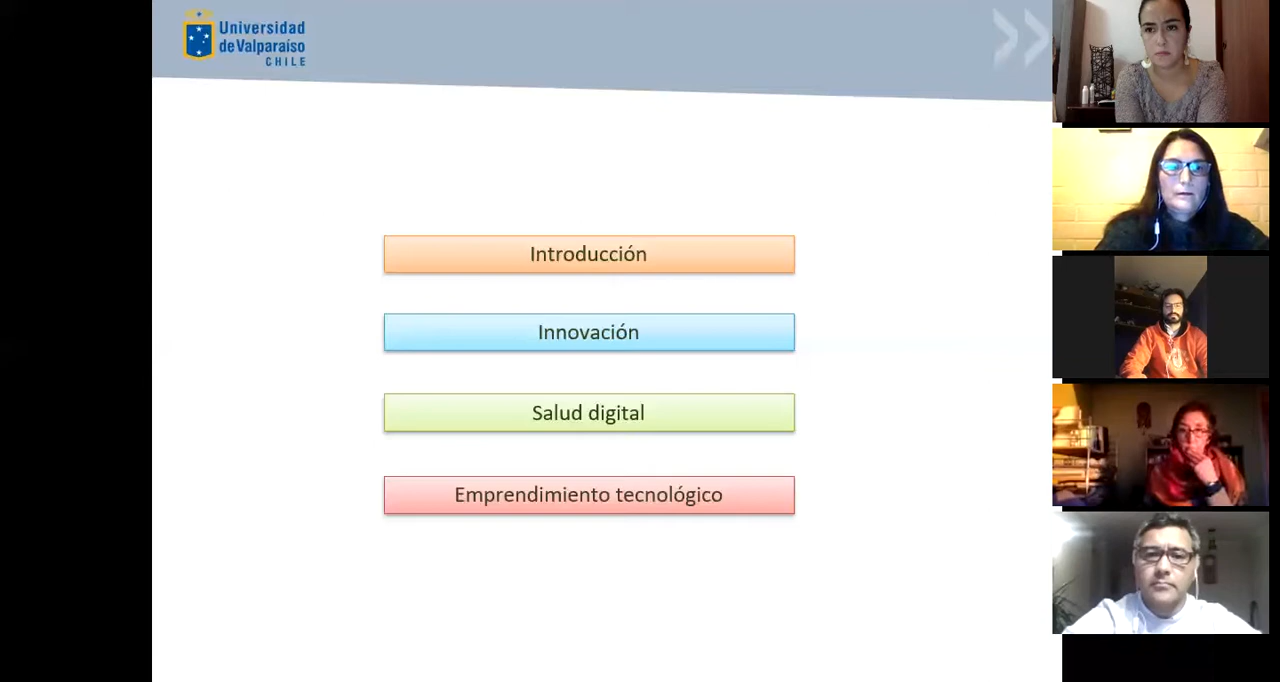 Universidad
de Valparaíso
CHILE
Introducción
Innovación
Salud digital
Emprendimiento tecnológico